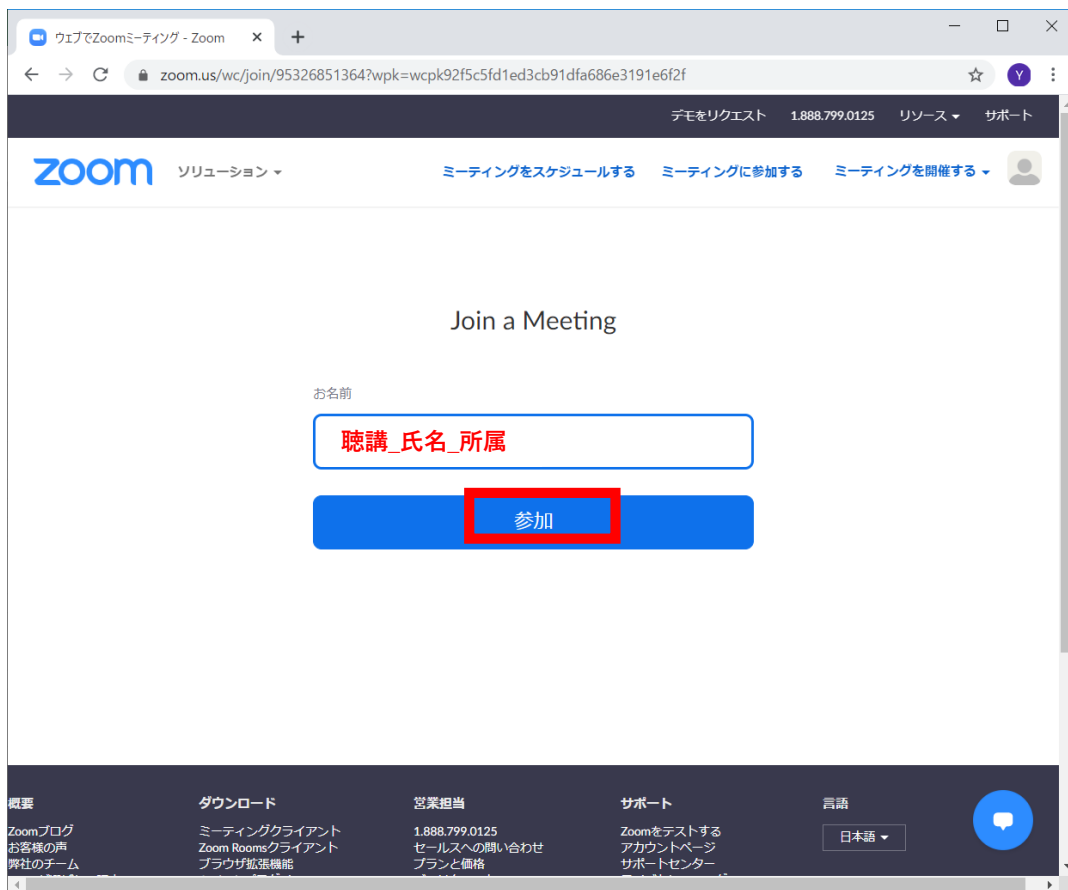 ウェブでZoomミーティング - Zoom
zoom.us/wc/join/95326851364?wpk=wcpk92f5c5fd1ed3cb91dfa686e3191e6f2f
Y
デモをリクエスト 1.888.799.0125 リソース サポート
zoom ソリューション ミーティングをスケジュールする ミーティングに参加する ミーティングを開催する
Join a Meeting
お名前
聴講_氏名_所属
参加
概要 ダウンロード 営業担当 サポート 言語
Zoomブログ ミーティングクライアント 1.888.799.0125 Zoomをテストする 日本語
お客様の声 Zoom Roomsクライアント セールスへの問い合わせ アカウントページ
弊社のチーム ブラウザ拡張機能 プランと価格 サポートセンター